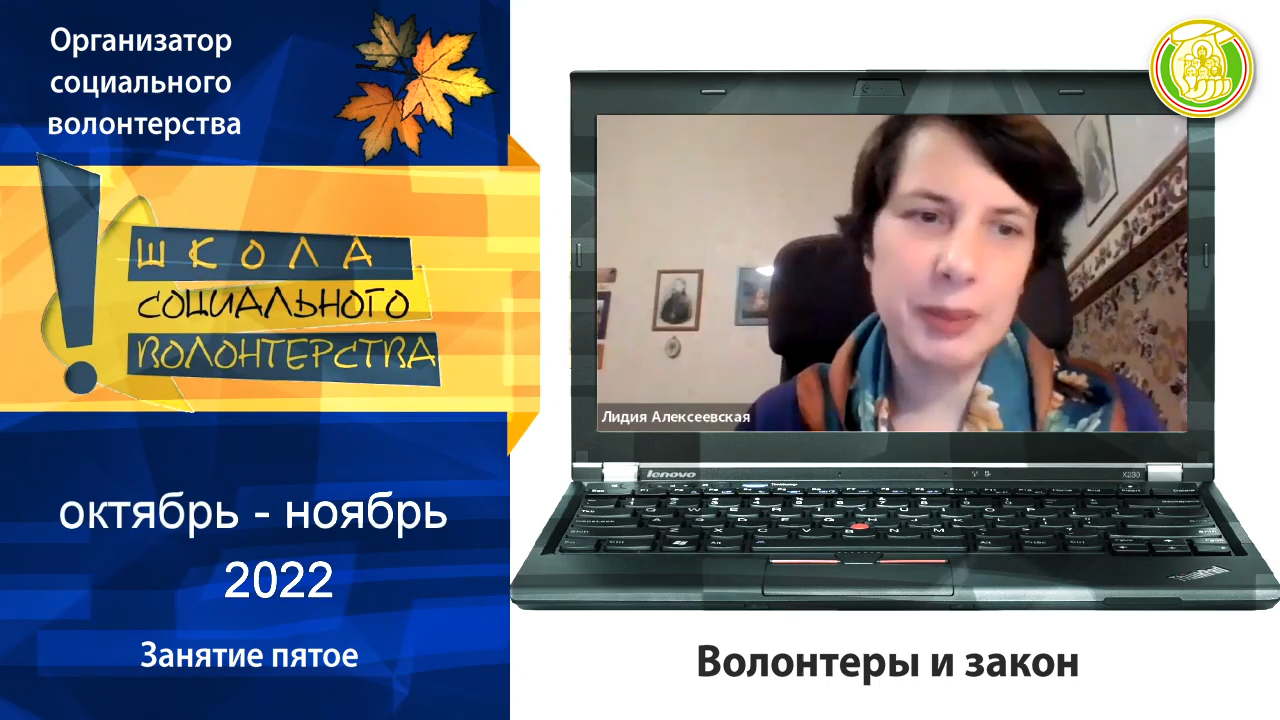 Организатор
социального
волонтерства
ШКОЛА
СОЦИАЛЬНОГО
ВОЛОНТЕРСТВА
октябрь - ноябрь
2022
Занятие пятое
Лидия Алексеевская
lenovo
X230
ThinkPad
Волонтеры и закон